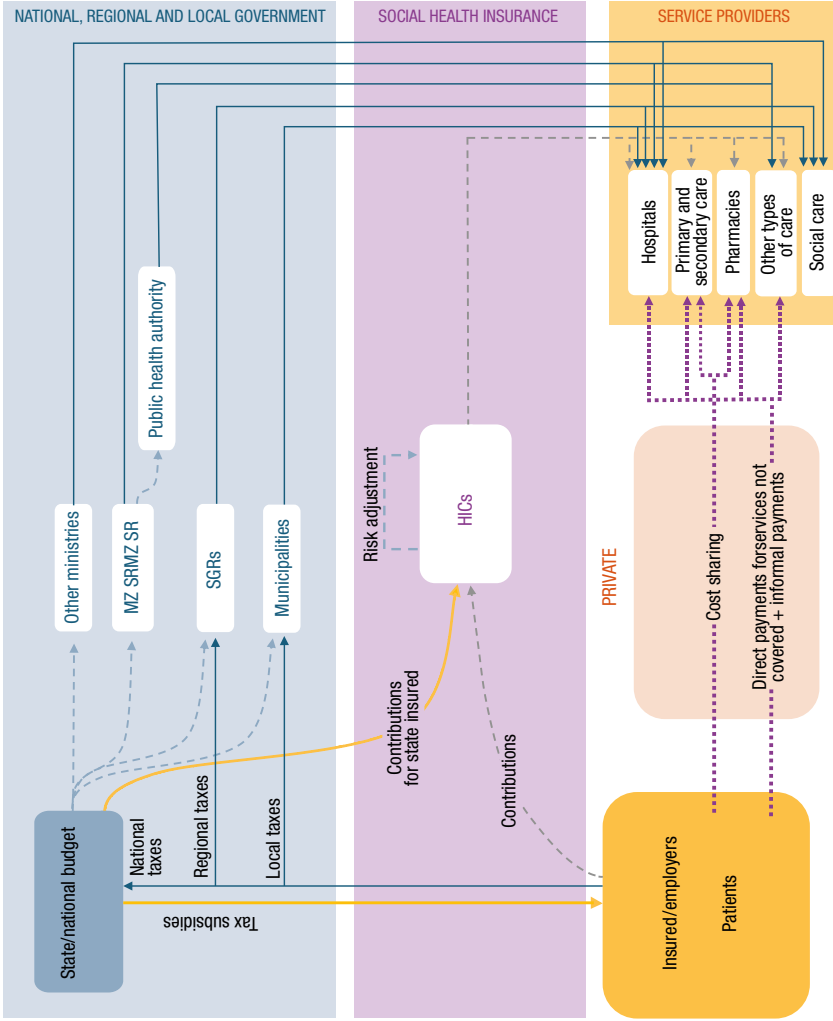 NATIONAL, REGIONAL AND LOCAL GOVERNMENT
SOCIAL HEALTH INSURANCE
SERVICE PROVIDERS
State/national budget
Other ministries
MZ SRMZ SR
Public health authority
SGRs
Municipalities
National
taxes
Regional taxes
Local taxes
Tax subsidies
Contributions
for state insured
Contributions
Risk adjustment
HICs
PRIVATE
Cost sharing
Direct payments forservices not
covered + informal payments
Insured/employers
Patients
Hospitals
Primary and
secondary care
Pharmacies
Other types
of care
Social care